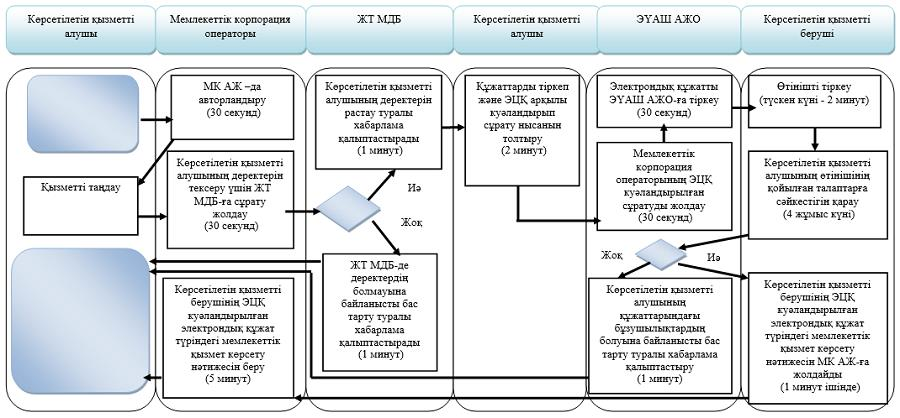 Көрсетілетін қызметті
алушы
Мемлекеттік корпорация
операторы
ЖТ МДБ
Көрсетілетін қызметті
алушы
ЭҮАШ АЖО
Көрсетілетін қызметті
беруші
МК АЖ –да
авторландыру
(30 секунд)
Қызметті таңдау
Көрсетілетін қызметті
алушының деректерін
тексеру үшін ЖТ
МДБ-ға сұрату
жолдау
(30 секунд)
Көрсетілетін қызметті
алушының деректерін
растау туралы
хабарлама
қалыптастырады
(1 минут)
Иә
Жоқ
ЖТ МДБ-де
деректердің
болмауына
байланысты бас
тарту туралы
хабарлама
қалыптастырады
(1 минут)
Құжаттарды тіркеп
және ЭЦҚ арқылы
куәландырып
сұрату нысанын
толтыру
(2 минут)
Электрондық құжатты
ЭҮАШ АЖО-ға тіркеу
(30 секунд)
Мемлекеттік
корпорация
операторының ЭЦҚ
куәландырылған
сұратуды жолдау
(30 секунд)
Өтінішті тіркеу
(түскен күні - 2 минут)
Көрсетілетін қызметті
алушының өтінішінің
қойылған талаптарға
сәйкестігін қарау
(4 жұмыс күні)
Жоқ
Иә
Көрсетілетін қызметті
алушының
құжаттарындағы
бұзушылықтардың
болуына байланысты бас
тарту туралы хабарлама
қалыптастыру
(1 минут)
Көрсетілетін қызметті
берушінің ЭЦҚ
куәландырылған
электрондық құжат
түріндегі мемлекеттік
қызмет көрсету
нәтижесін МК АЖ-ға
жолдайды
(1 минут ішінде)
Көрсетілетін қызметті
берушінің ЭЦҚ
куәландырылған
электрондық құжат
түріндегі мемлекеттік
қызмет көрсету
нәтижесін беру
(5 минут)